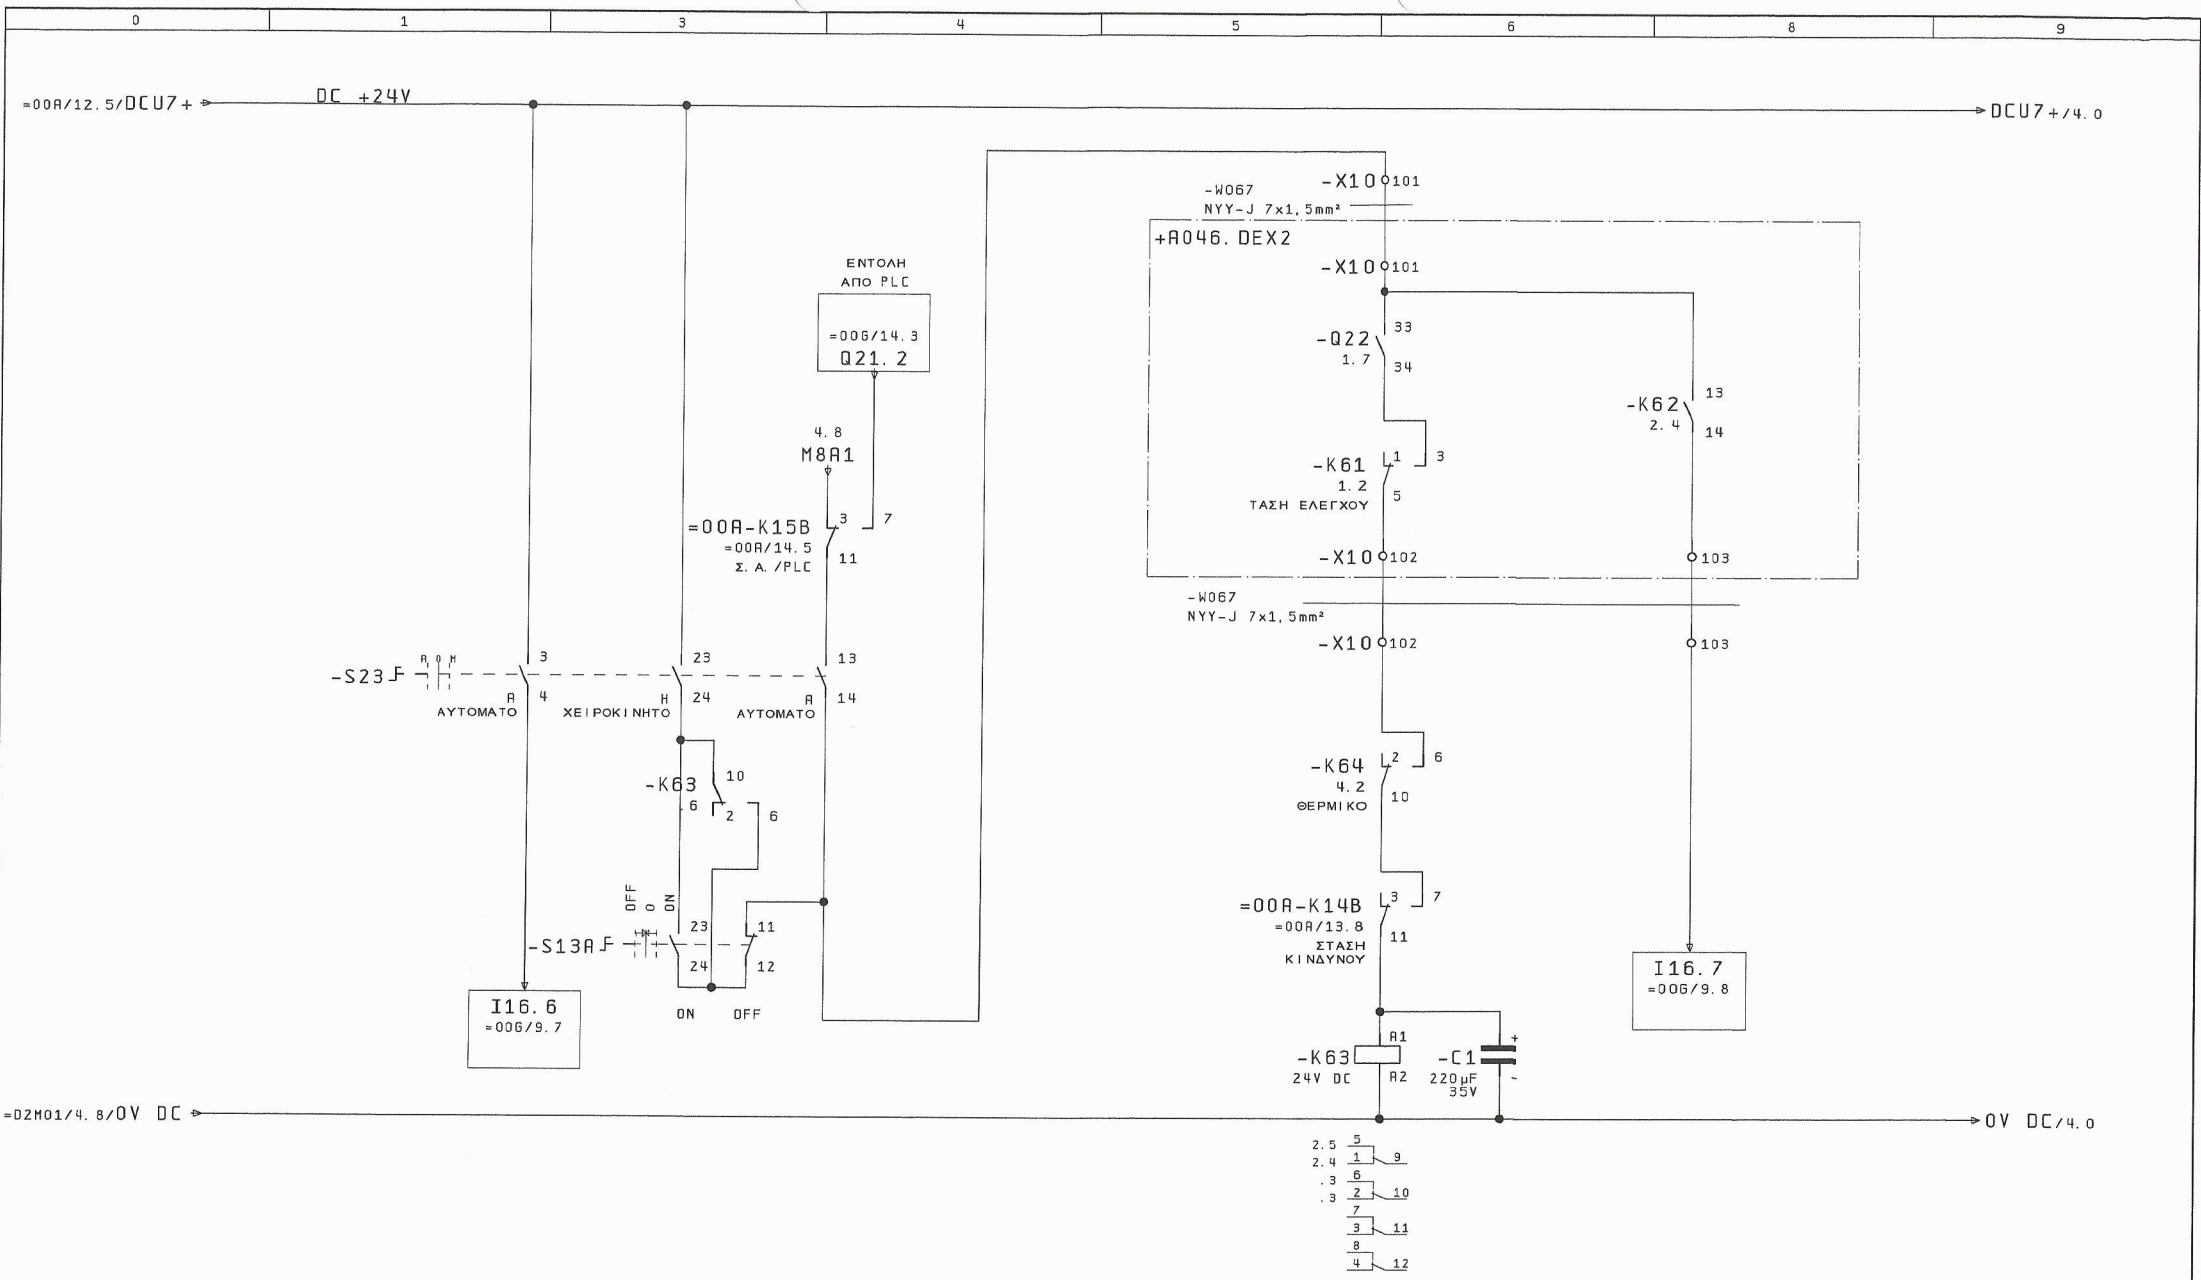 0 1 3 4 5 6 8 9
=00A/12.5/DCU7+
DC +24V
DCU7+/4.0
-X10 101
-W067
NYY-J 7x1,5mm²
+A046.DEX2
-X10 101
ΕΝΤΟΛΗ
ΑΠΟ PLC
=00G/14.3
Q21.2
33
-Q22
1.7
34
13
-K62
2.4
14
4.8
M8A1
1 3
-K61
1.2
5
ΤΑΣΗ ΕΛΕΓΧΟΥ
3 7
=00A-K15B
=00A/14.5
11
Σ.Α./PLC
-X10 102
103
-W067
NYY-J 7x1,5mm²
-X10 102
103
A 0 M
-S23
3
4
A
ΑΥΤΟΜΑΤΟ
23
24
H
ΧΕΙΡΟΚΙΝΗΤΟ
13
14
A
ΑΥΤΟΜΑΤΟ
10
-K63
.6
2 6
2 6
-K64
4.2
10
ΘΕΡΜΙΚΟ
OFF
0
ON
-S13A
23
24
11
12
ON OFF
3 7
=00A-K14B
=00A/13.8
11
ΣΤΑΣΗ
ΚΙΝΔΥΝΟΥ
I16.6
=00G/9.7
I16.7
=00G/9.8
A1
-K63
24V DC
A2
+
-C1
220µF
35V
-
=D2M01/4.8/0V DC
0V DC/4.0
2.5 5
2.4 1 9
.3 6
.3 2 10
7
3 11
8
4 12